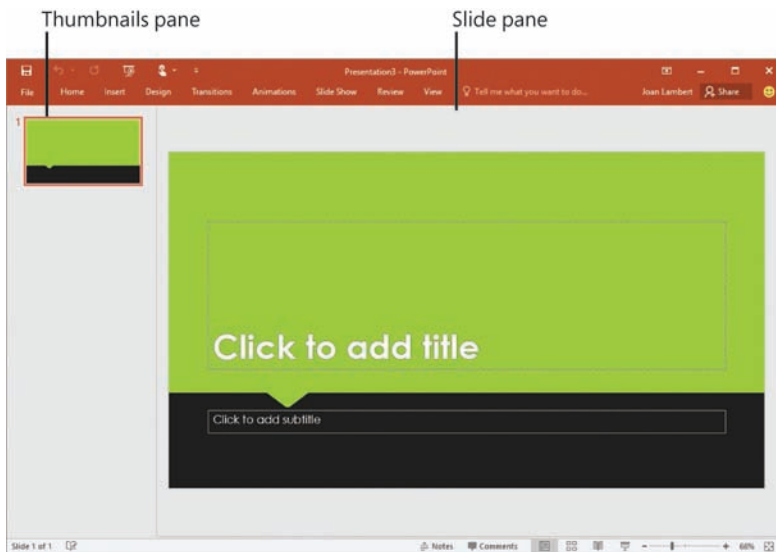 Thumbnails pane Slide pane
Presentation3 - PowerPoint
File Home Insert Design Transitions Animations Slide Show Review View Tell me what you want to do... Joan Lambert Share
1
Click to add title
Click to add subtitle
Slide 1 of 1 Notes Comments 68%